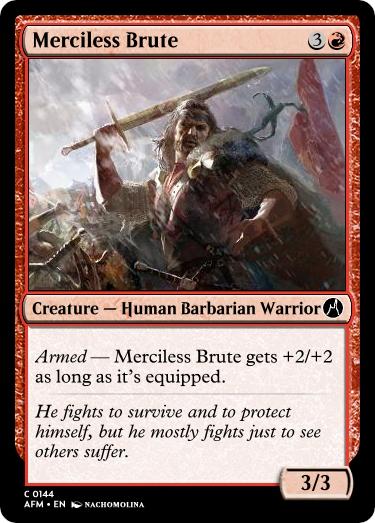 Merciless Brute 3
Creature — Human Barbarian Warrior
Armed — Merciless Brute gets +2/+2
as long as it's equipped.
He fights to survive and to protect
himself, but he mostly fights just to see
others suffer.
3/3
C 0144
AFM • EN NACHOMOLINA